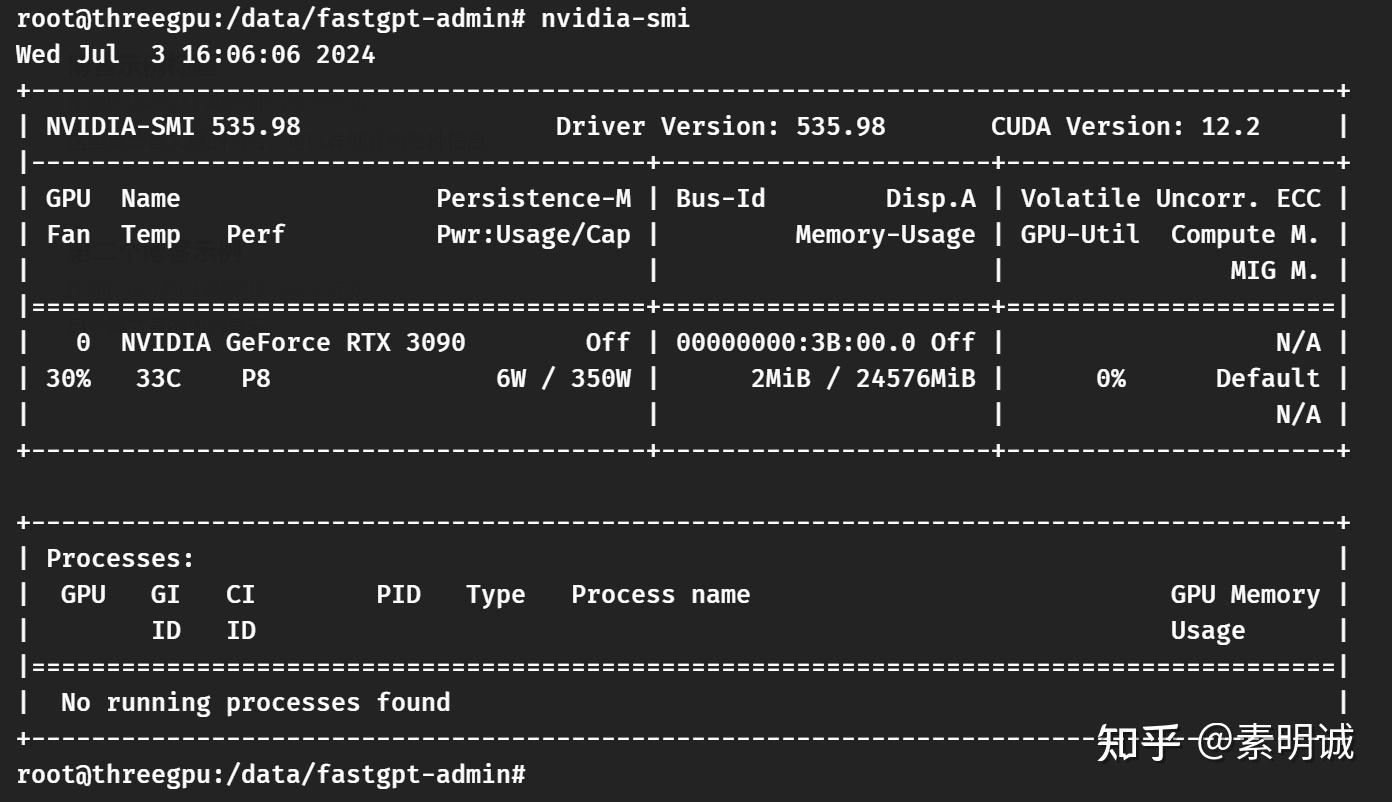 root@threegpu:/data/fastgpt-admin# nvidia-smi
Wed Jul  3 16:06:06 2024
+---------------------------------------------------------------------------------------+
| NVIDIA-SMI 535.98                 Driver Version: 535.98       CUDA Version: 12.2     |
|-----------------------------------------+----------------------+----------------------+
| GPU  Name                 Persistence-M | Bus-Id        Disp.A | Volatile Uncorr. ECC |
| Fan  Temp   Perf          Pwr:Usage/Cap |         Memory-Usage | GPU-Util  Compute M. |
|                                         |                      |               MIG M. |
|=========================================+======================+======================|
|   0  NVIDIA GeForce RTX 3090        Off | 00000000:3B:00.0 Off |                  N/A |
| 30%   33C    P8               6W / 350W |      2MiB / 24576MiB |      0%      Default |
|                                         |                      |                  N/A |
+-----------------------------------------+----------------------+----------------------+

+---------------------------------------------------------------------------------------+
| Processes:                                                                            |
|  GPU   GI   CI        PID   Type   Process name                            GPU Memory |
|        ID   ID                                                             Usage      |
|=======================================================================================|
|  No running processes found                                                           |
+---------------------------------------------------------------------------------------+
root@threegpu:/data/fastgpt-admin#
知乎 @素明诚